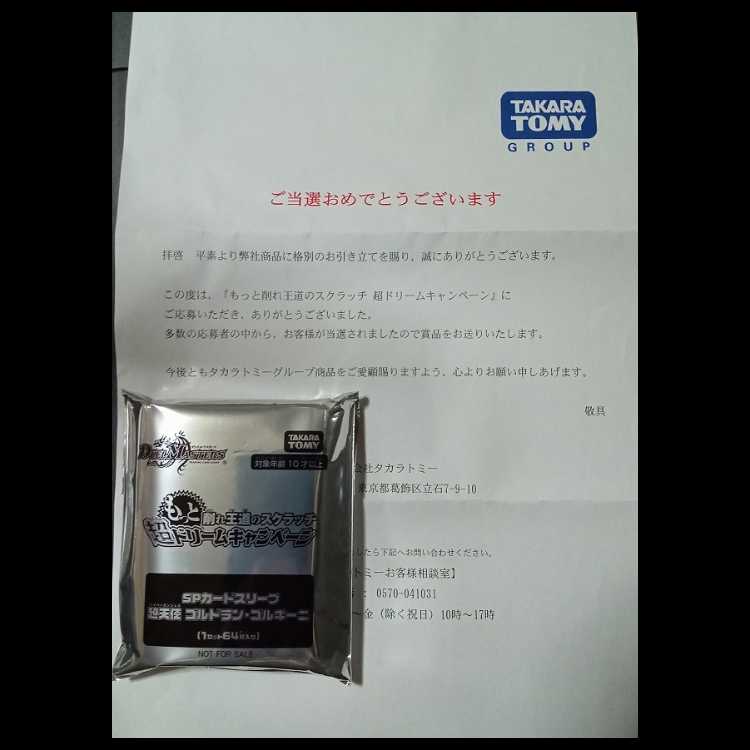 TAKARA
TOMY
GROUP
ご当選おめでとうございます
拝啓　平素より弊社商品に格別のお引き立てを賜り、誠にありがとうございます。
この度は、『もっと削れ王道のスクラッチ 超ドリームキャンペーン』に
ご応募いただき、ありがとうございました。
多数の応募者の中から、お客様が当選されましたので賞品をお送りいたします。
今後ともタカラトミーグループ商品をご愛顧賜りますよう、心よりお願い申しあげます。
敬具
会社タカラトミー
東京都葛飾区立石7-9-10
したら下記へお問い合わせください。
トミーお客様相談室】
: 0570-041031
～金（除く祝日）10時～17時
DUEL MASTERS
TAKARA
TOMY
対象年齢 10才以上
もっと削れ王道のスクラッチ
超ドリームキャンペーン
SPカードスリーブ
天使 ゴルドラン・ゴルギーニ
(1セット64枚入り)
NOT FOR SALE